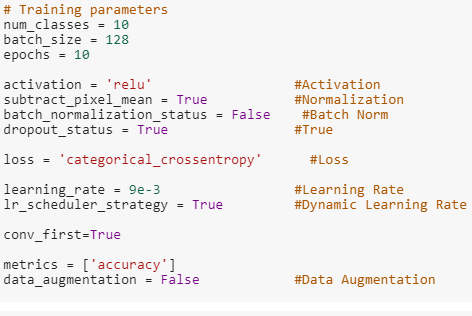 # Training parameters
num_classes = 10
batch_size = 128
epochs = 10
activation = 'relu' #Activation
subtract_pixel_mean = True #Normalization
batch_normalization_status = False #Batch Norm
dropout_status = True #True
loss = 'categorical_crossentropy' #Loss
learning_rate = 9e-3 #Learning Rate
lr_scheduler_strategy = True #Dynamic Learning Rate
conv_first=True
metrics = ['accuracy']
data_augmentation = False #Data Augmentation